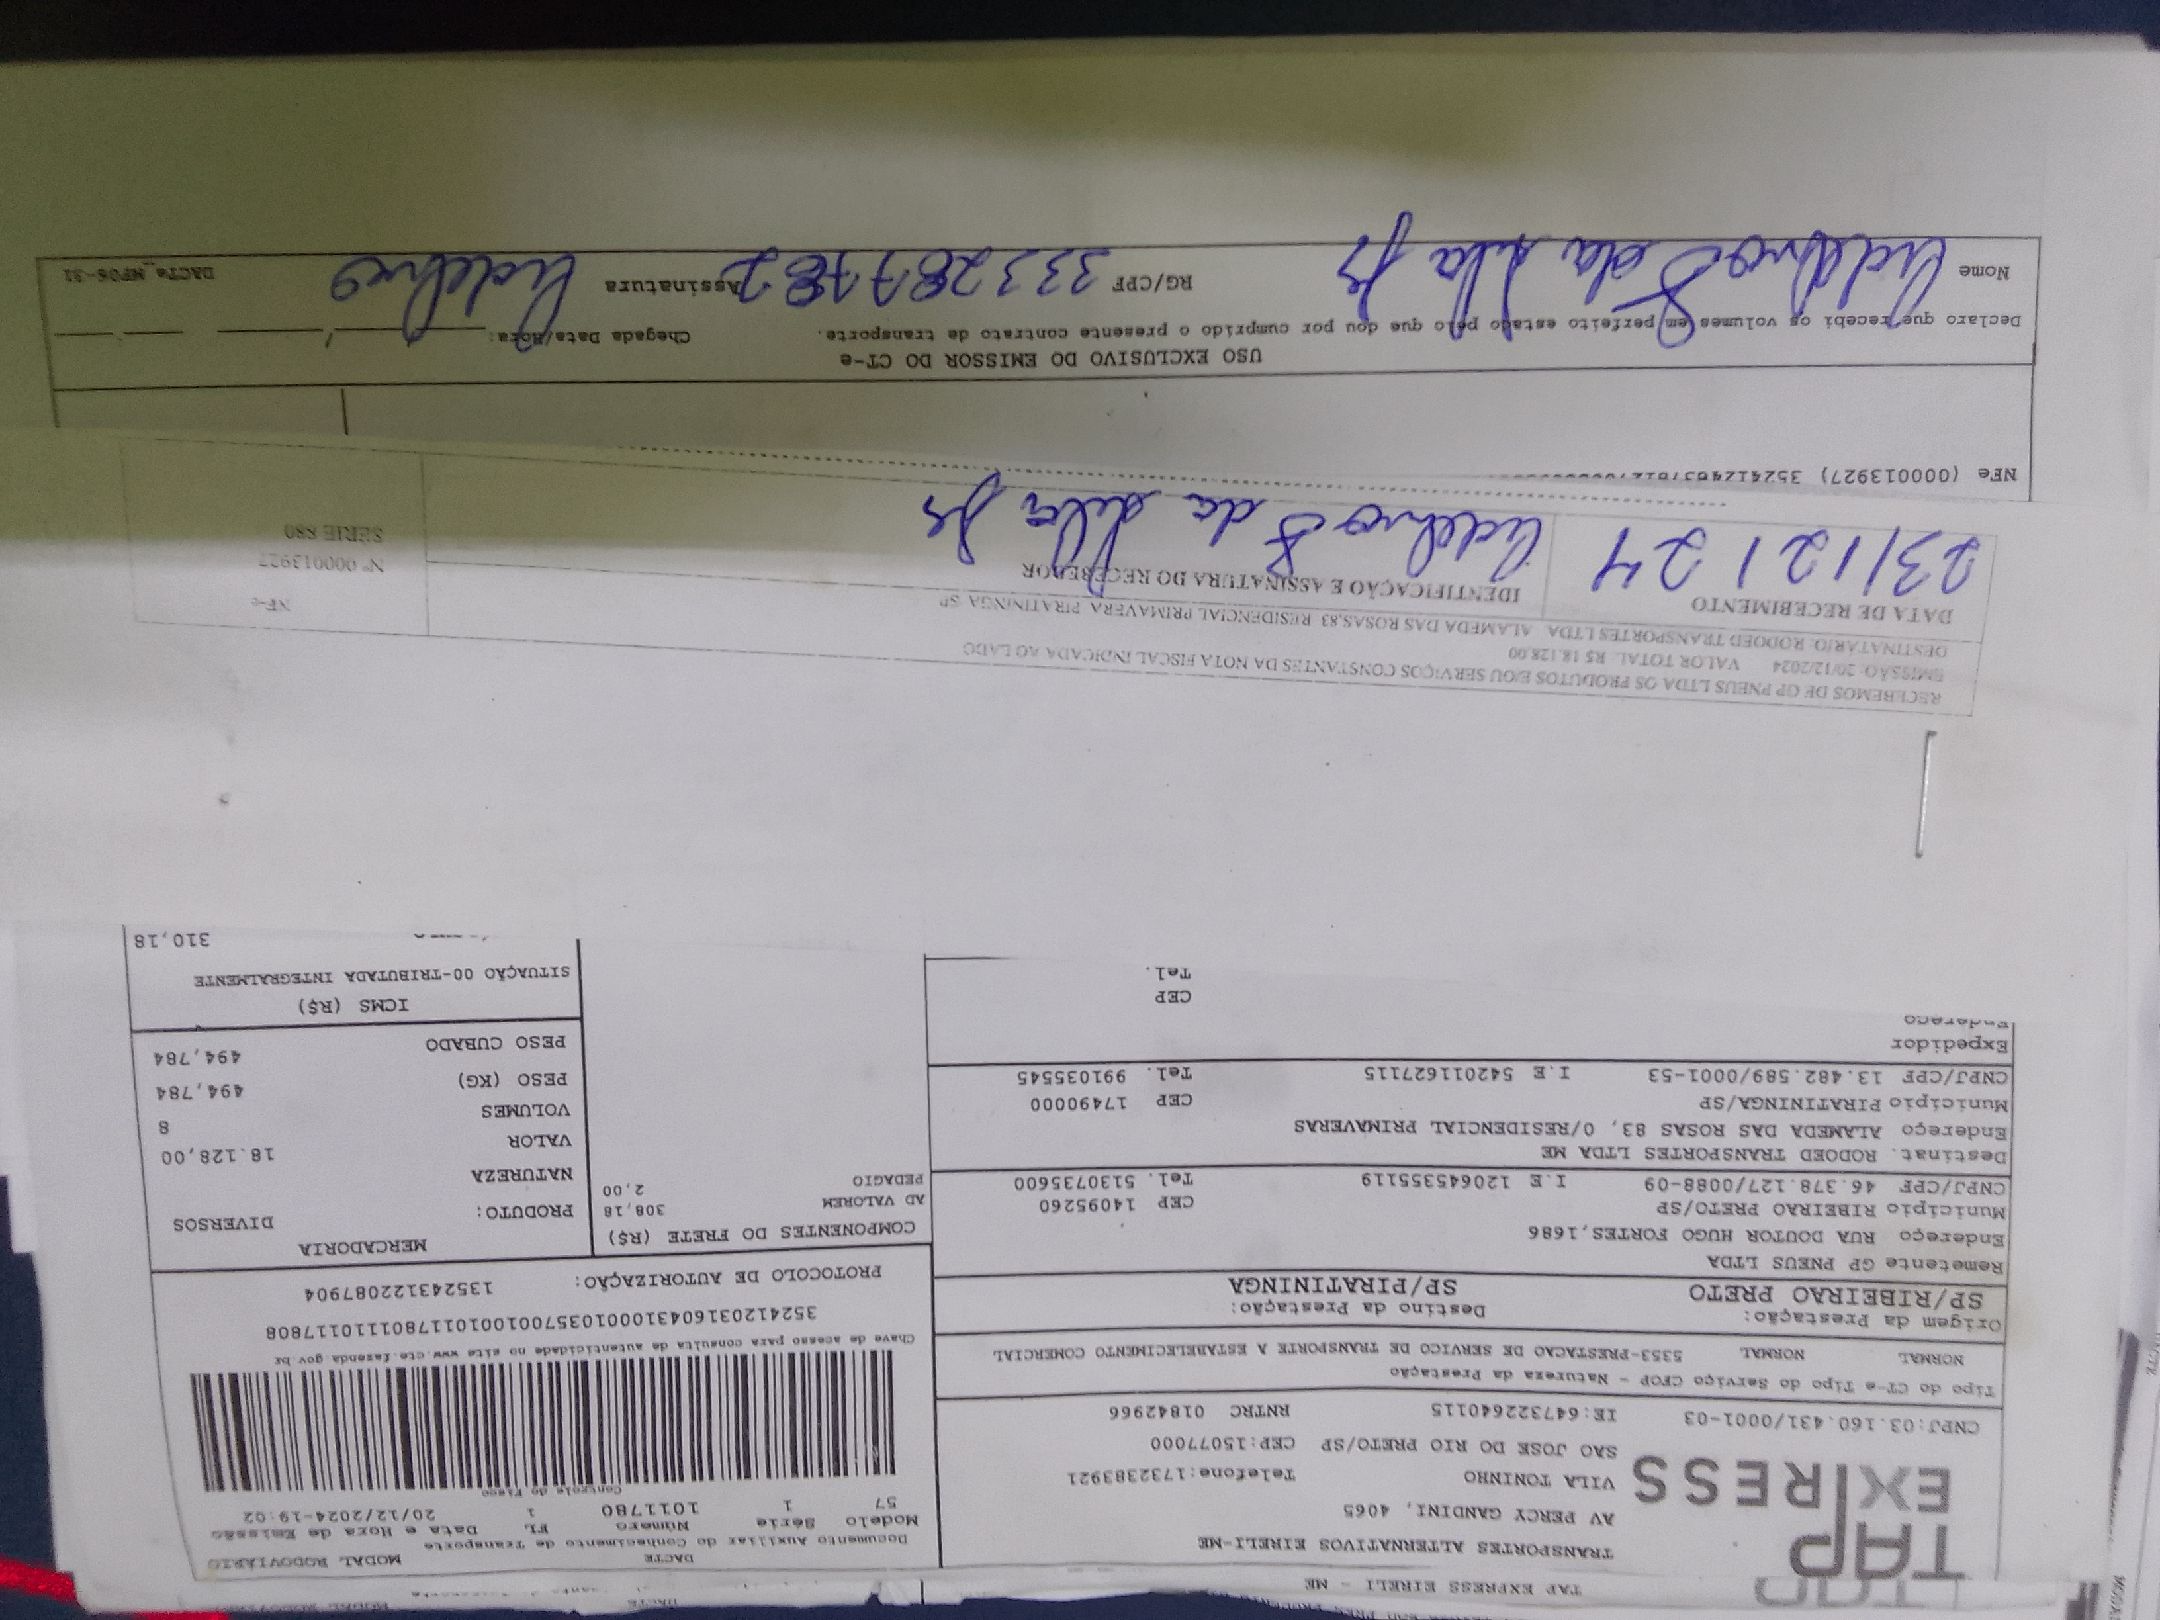 TAP EXPRESS EIRELI - ME
TAP
EXPRESS
TRANSPORTES ALTERNATIVOS EIRELI-ME
AV PERCY GANDINI, 4065
VILA TONINHO Telefone:1732383921
SAO JOSE DO RIO PRETO/SP CEP:15077000
CNPJ:03.160.431/0001-03 IE:647322640115 RNTRC 01842966
DACTE MODAL RODOVIÁRIO
Documento Auxiliar do Conhecimento de Transporte
Modelo Série Número FL Data e Hora de Emissão
57 1 1011780 1 20/12/2024-19:02
Controle do Fisco
Chave de acesso para consulta de autenticidade no site www.cte.fazenda.gov.br
PROTOCOLO DE AUTORIZAÇÃO: 135243122087904
Tipo do CT-e Tipo do Serviço CFOP - Natureza da Prestação
NORMAL NORMAL 5353-PRESTACAO DE SERVICO DE TRANSPORTE A ESTABELECIMENTO COMERCIAL
Origem da Prestação: Destino da Prestação:
SP/RIBEIRAO PRETO SP/PIRATININGA
Remetente GP PNEUS LTDA
Endereço RUA DOUTOR HUGO FORTES,1686
Município RIBEIRAO PRETO/SP CEP 14095260
CNPJ/CPF 46.378.127/0088-09 I.E 120645355119 Tel. 5130735600
Destinat. RODOED TRANSPORTES LTDA ME
Endereço ALAMEDA DAS ROSAS 83, 0/RESIDENCIAL PRIMAVERAS
Município PIRATININGA/SP CEP 17490000
CNPJ/CPF 13.482.589/0001-53 I.E 542011627115 Tel. 991035545
Expedidor
Endereço
CEP
Tel.
COMPONENTES DO FRETE (R$)
AD VALOREM 308,18
PEDAGIO 2,00
MERCADORIA
PRODUTO: DIVERSOS
NATUREZA
VALOR 18.128,00
VOLUMES 8
PESO (KG) 494,784
PESO CUBADO 494,784
ICMS (R$)
SITUAÇÃO 00-TRIBUTADA INTEGRALMENTE
310,18
RECEBEMOS DE GP PNEUS LTDA OS PRODUTOS E/OU SERVIÇOS CONSTANTES DA NOTA FISCAL INDICADA AO LADO
EMISSÃO: 20/12/2024 VALOR TOTAL: R$ 18.128,00
DESTINATÁRIO: RODOED TRANSPORTES LTDA ALAMEDA DAS ROSAS,83 RESIDENCIAL PRIMAVERA PIRATININGA-SP
DATA DE RECEBIMENTO IDENTIFICAÇÃO E ASSINATURA DO RECEBEDOR
23/12/24 da silva Jr
NF-e
Nº 000013927
SÉRIE 880
NFe (000013927)
USO EXCLUSIVO DO EMISSOR DO CT-e
Declaro que recebi os volumes em perfeito estado pelo que dou por cumprido o presente contrato de transporte. Chegada Data/Hora:
Nome da silva Jr RG/CPF Assinatura DACTe_MP06-31